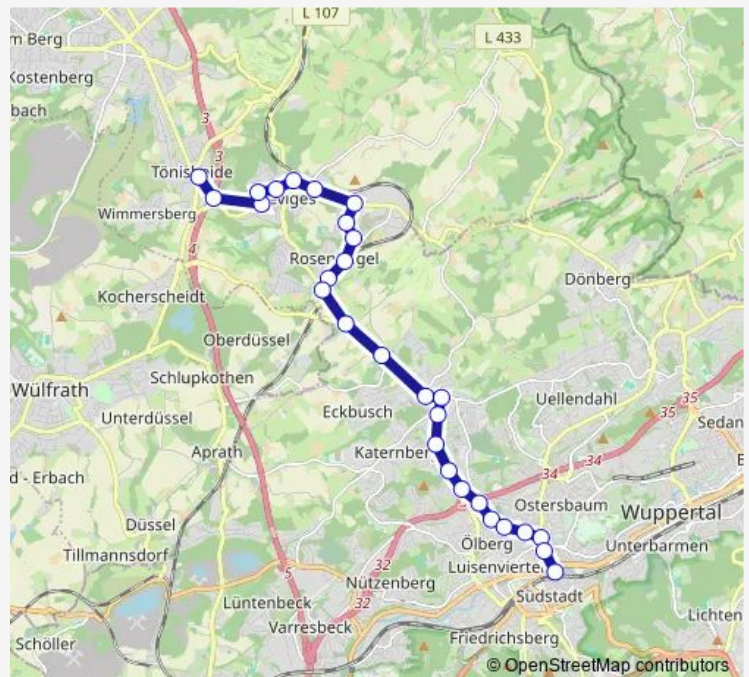 L 107
m Berg
L 433
Kostenberg
bach
3
3
Tönisheide
Wimmersberg
4
Rosenhügel
Dönberg
Kocherscheidt
Oberdüssel
Schlupkothen
Wülfrath
35
35
Eckbusch
Uellendahl
Unterdüssel
Sedan
Aprath
Katernber
d - Erbach
34
34
Ostersbaum
Wuppertal
Düssel
Ölberg
Unterbarmen
Tillmannsdorf
32
Luisenvierte
5
Nützenberg
Südstadt
Lüntenbeck
32
Varresbeck
Lichten
Schöller
Friedrichsberg
© OpenStreetMap contributors